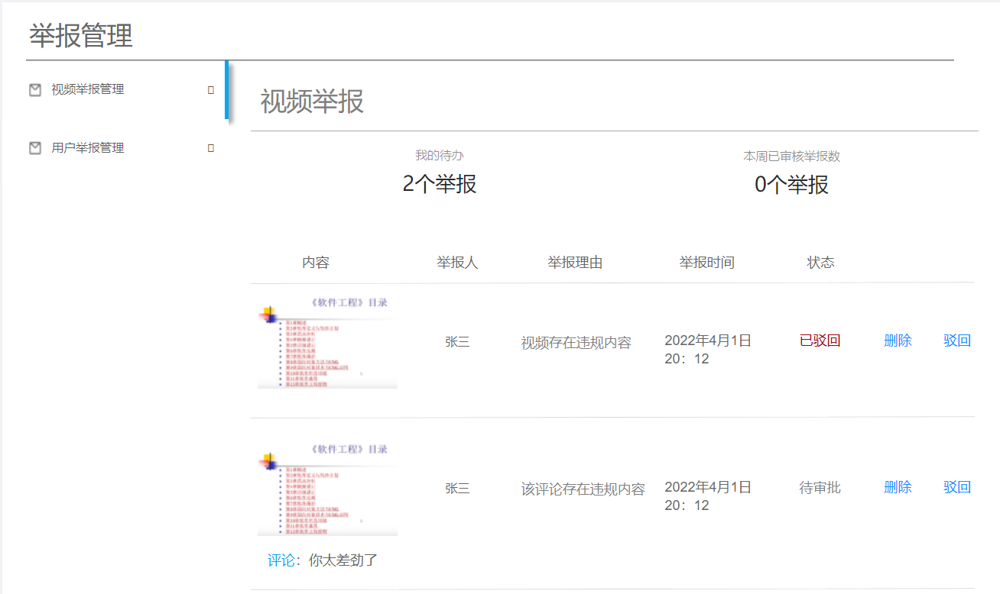 举报管理
视频举报管理
用户举报管理
视频举报
我的待办
2个举报
本周已审核举报数
0个举报
内容 举报人 举报理由 举报时间 状态
《软件工程》目录
张三 视频存在违规内容 2022年4月1日 已驳回 删除 驳回
20：12
《软件工程》目录
张三 该评论存在违规内容 2022年4月1日 待审批 删除 驳回
20：12
评论：你太差劲了